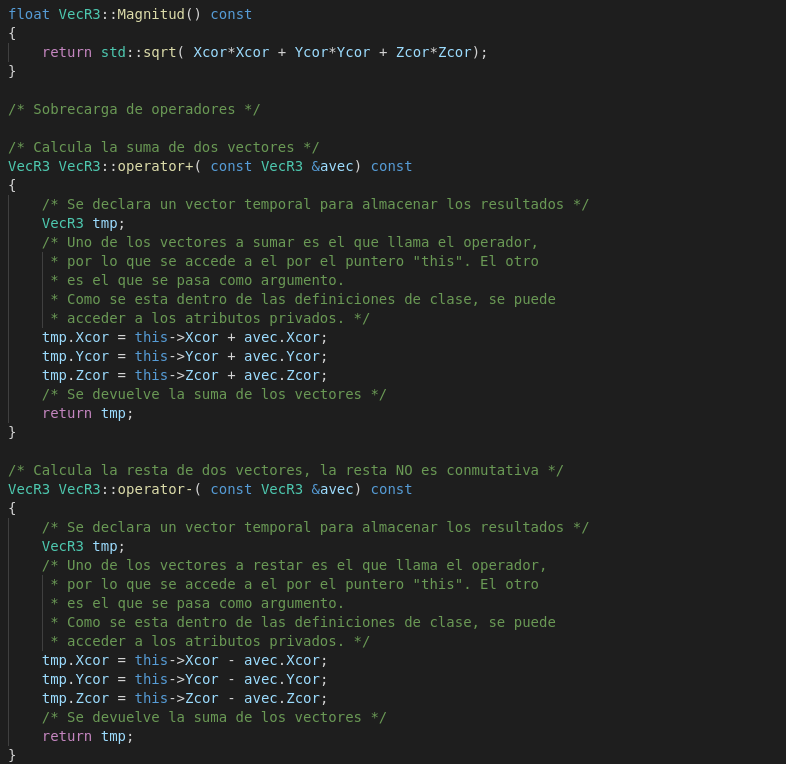 float VecR3::Magnitud() const
{
    return std::sqrt( Xcor*Xcor + Ycor*Ycor + Zcor*Zcor);
}

/* Sobrecarga de operadores */

/* Calcula la suma de dos vectores */
VecR3 VecR3::operator+( const VecR3 &avec) const
{
    /* Se declara un vector temporal para almacenar los resultados */
    VecR3 tmp;
    /* Uno de los vectores a sumar es el que llama el operador,
     * por lo que se accede a el por el puntero "this". El otro
     * es el que se pasa como argumento.
     * Como se esta dentro de las definiciones de clase, se puede
     * acceder a los atributos privados. */
    tmp.Xcor = this->Xcor + avec.Xcor;
    tmp.Ycor = this->Ycor + avec.Ycor;
    tmp.Zcor = this->Zcor + avec.Zcor;
    /* Se devuelve la suma de los vectores */
    return tmp;
}

/* Calcula la resta de dos vectores, la resta NO es conmutativa */
VecR3 VecR3::operator-( const VecR3 &avec) const
{
    /* Se declara un vector temporal para almacenar los resultados */
    VecR3 tmp;
    /* Uno de los vectores a restar es el que llama el operador,
     * por lo que se accede a el por el puntero "this". El otro
     * es el que se pasa como argumento.
     * Como se esta dentro de las definiciones de clase, se puede
     * acceder a los atributos privados. */
    tmp.Xcor = this->Xcor - avec.Xcor;
    tmp.Ycor = this->Ycor - avec.Ycor;
    tmp.Zcor = this->Zcor - avec.Zcor;
    /* Se devuelve la suma de los vectores */
    return tmp;
}